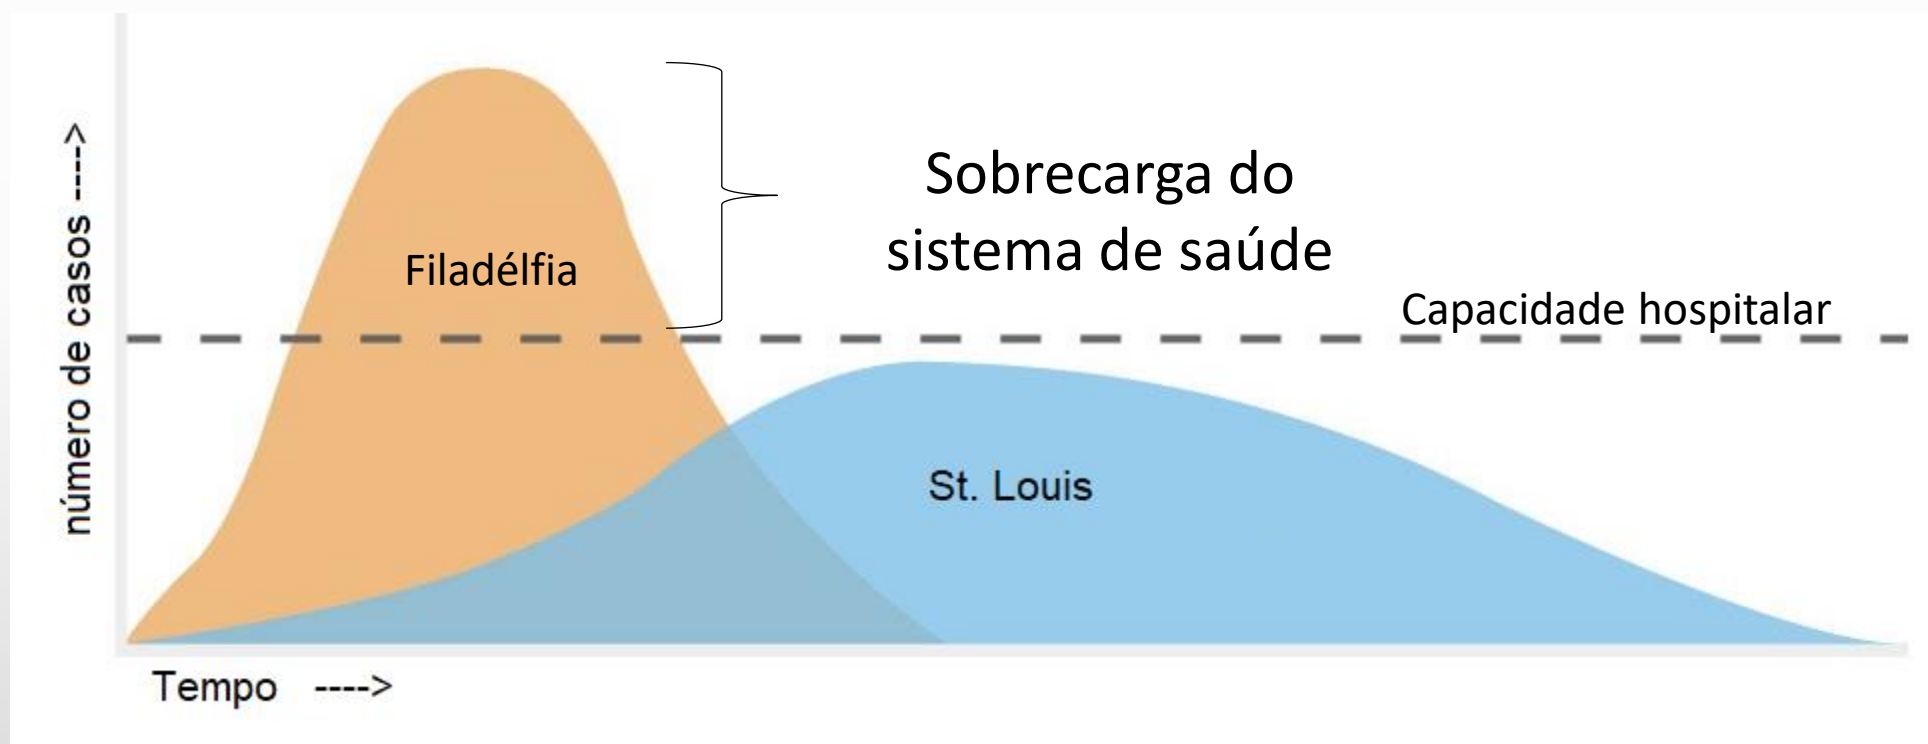 número de casos ---->
Filadélfia
Sobrecarga do
sistema de saúde
Capacidade hospitalar
St. Louis
Tempo ---->